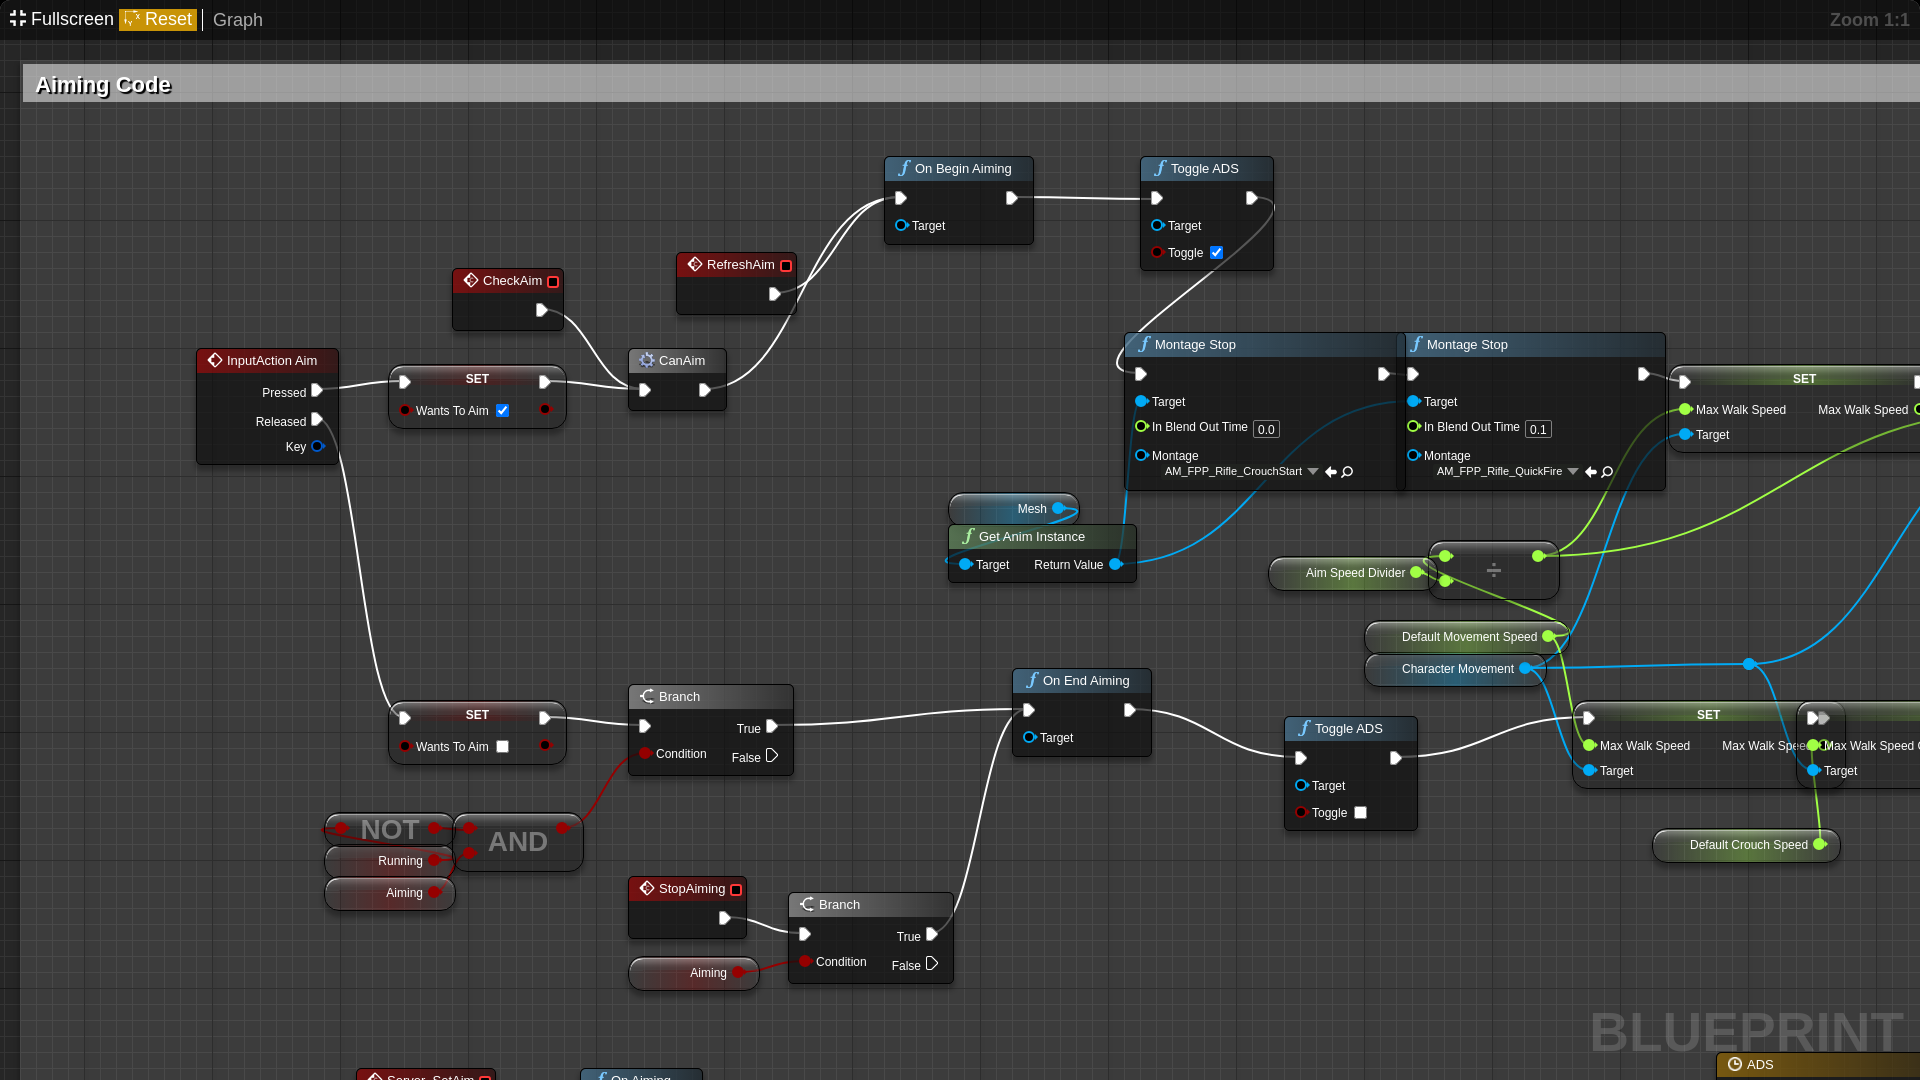 Fullscreen Reset Graph Zoom 1:1
Aiming Code
On Begin Aiming
Target
Toggle ADS
Target
Toggle
RefreshAim
CheckAim
InputAction Aim
Pressed
Released
Key
SET
Wants To Aim
CanAim
Montage Stop
Target
In Blend Out Time 0.0
Montage
AM_FPP_Rifle_CrouchStart
Montage Stop
Target
In Blend Out Time 0.1
Montage
AM_FPP_Rifle_QuickFire
SET
Max Walk Speed Max Walk Speed
Target
Mesh
Get Anim Instance
Target Return Value
Aim Speed Divider
÷
Default Movement Speed
Character Movement
SET
Wants To Aim
Branch
True
Condition
False
On End Aiming
Target
Toggle ADS
Target
Toggle
SET
Max Walk Speed Max Walk Spe
Target
Max Walk Speed
Target
Default Crouch Speed
NOT
AND
Running
Aiming
StopAiming
Branch
True
Condition
False
Aiming
BLUEPRINT
ADS
Server_SetAim
On Aiming